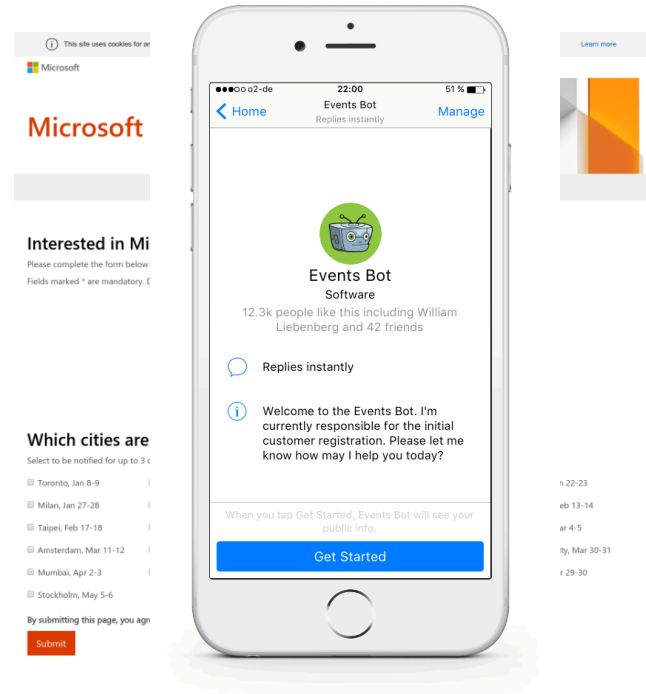 This site uses cookies for
Learn more
Microsoft
Microsoft
Interested in
Please complete the form below
Fields marked * are mandatory.
Which cities are
Select to be notified for up to 3
Toronto, Jan 8-9
22-23
Milan, Jan 27-28
13-14
Taipei, Feb 17-18
4-5
Amsterdam, Mar 11-12
Mar 30-31
Mumbai, Apr 2-3
29-30
Stockholm, May 5-6
By submitting this page, you
Submit
o2-de
22:00
51 %
Home
Events Bot
Manage
Replies instantly
Events Bot
Software
12.3k people like this including William
Liebenberg and 42 friends
Replies instantly
Welcome to the Events Bot. I'm
currently responsible for the initial
customer registration. Please let me
know how may I help you today?
When you tap Get Started, Events Bot will see your
public info.
Get Started